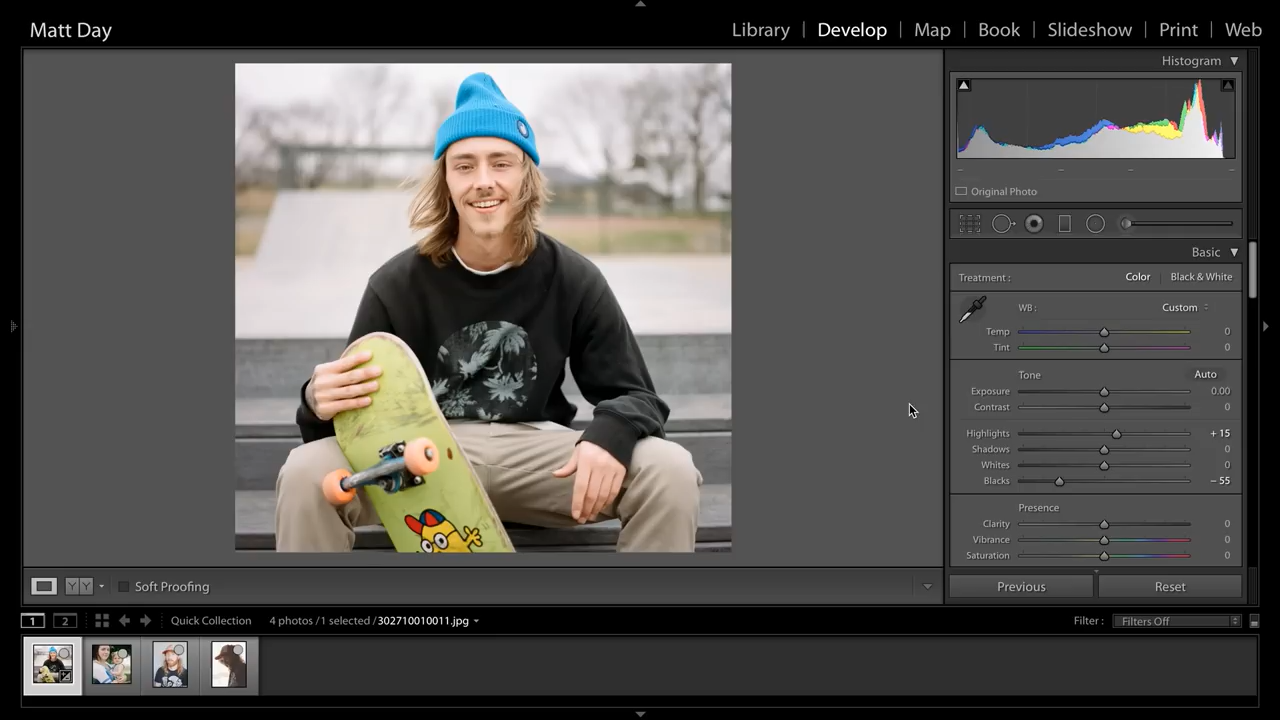 Matt Day
Library | Develop | Map | Book | Slideshow | Print | Web
Histogram
Original Photo
Basic
Treatment : Color | Black & White
WB : Custom
Temp 0
Tint 0
Tone Auto
Exposure 0.00
Contrast 0
Highlights + 15
Shadows 0
Whites 0
Blacks − 55
Presence
Clarity 0
Vibrance 0
Saturation 0
Previous Reset
Y Y Soft Proofing
1 2 Quick Collection 4 photos / 1 selected / 302710010011.jpg Filter : Filters Off